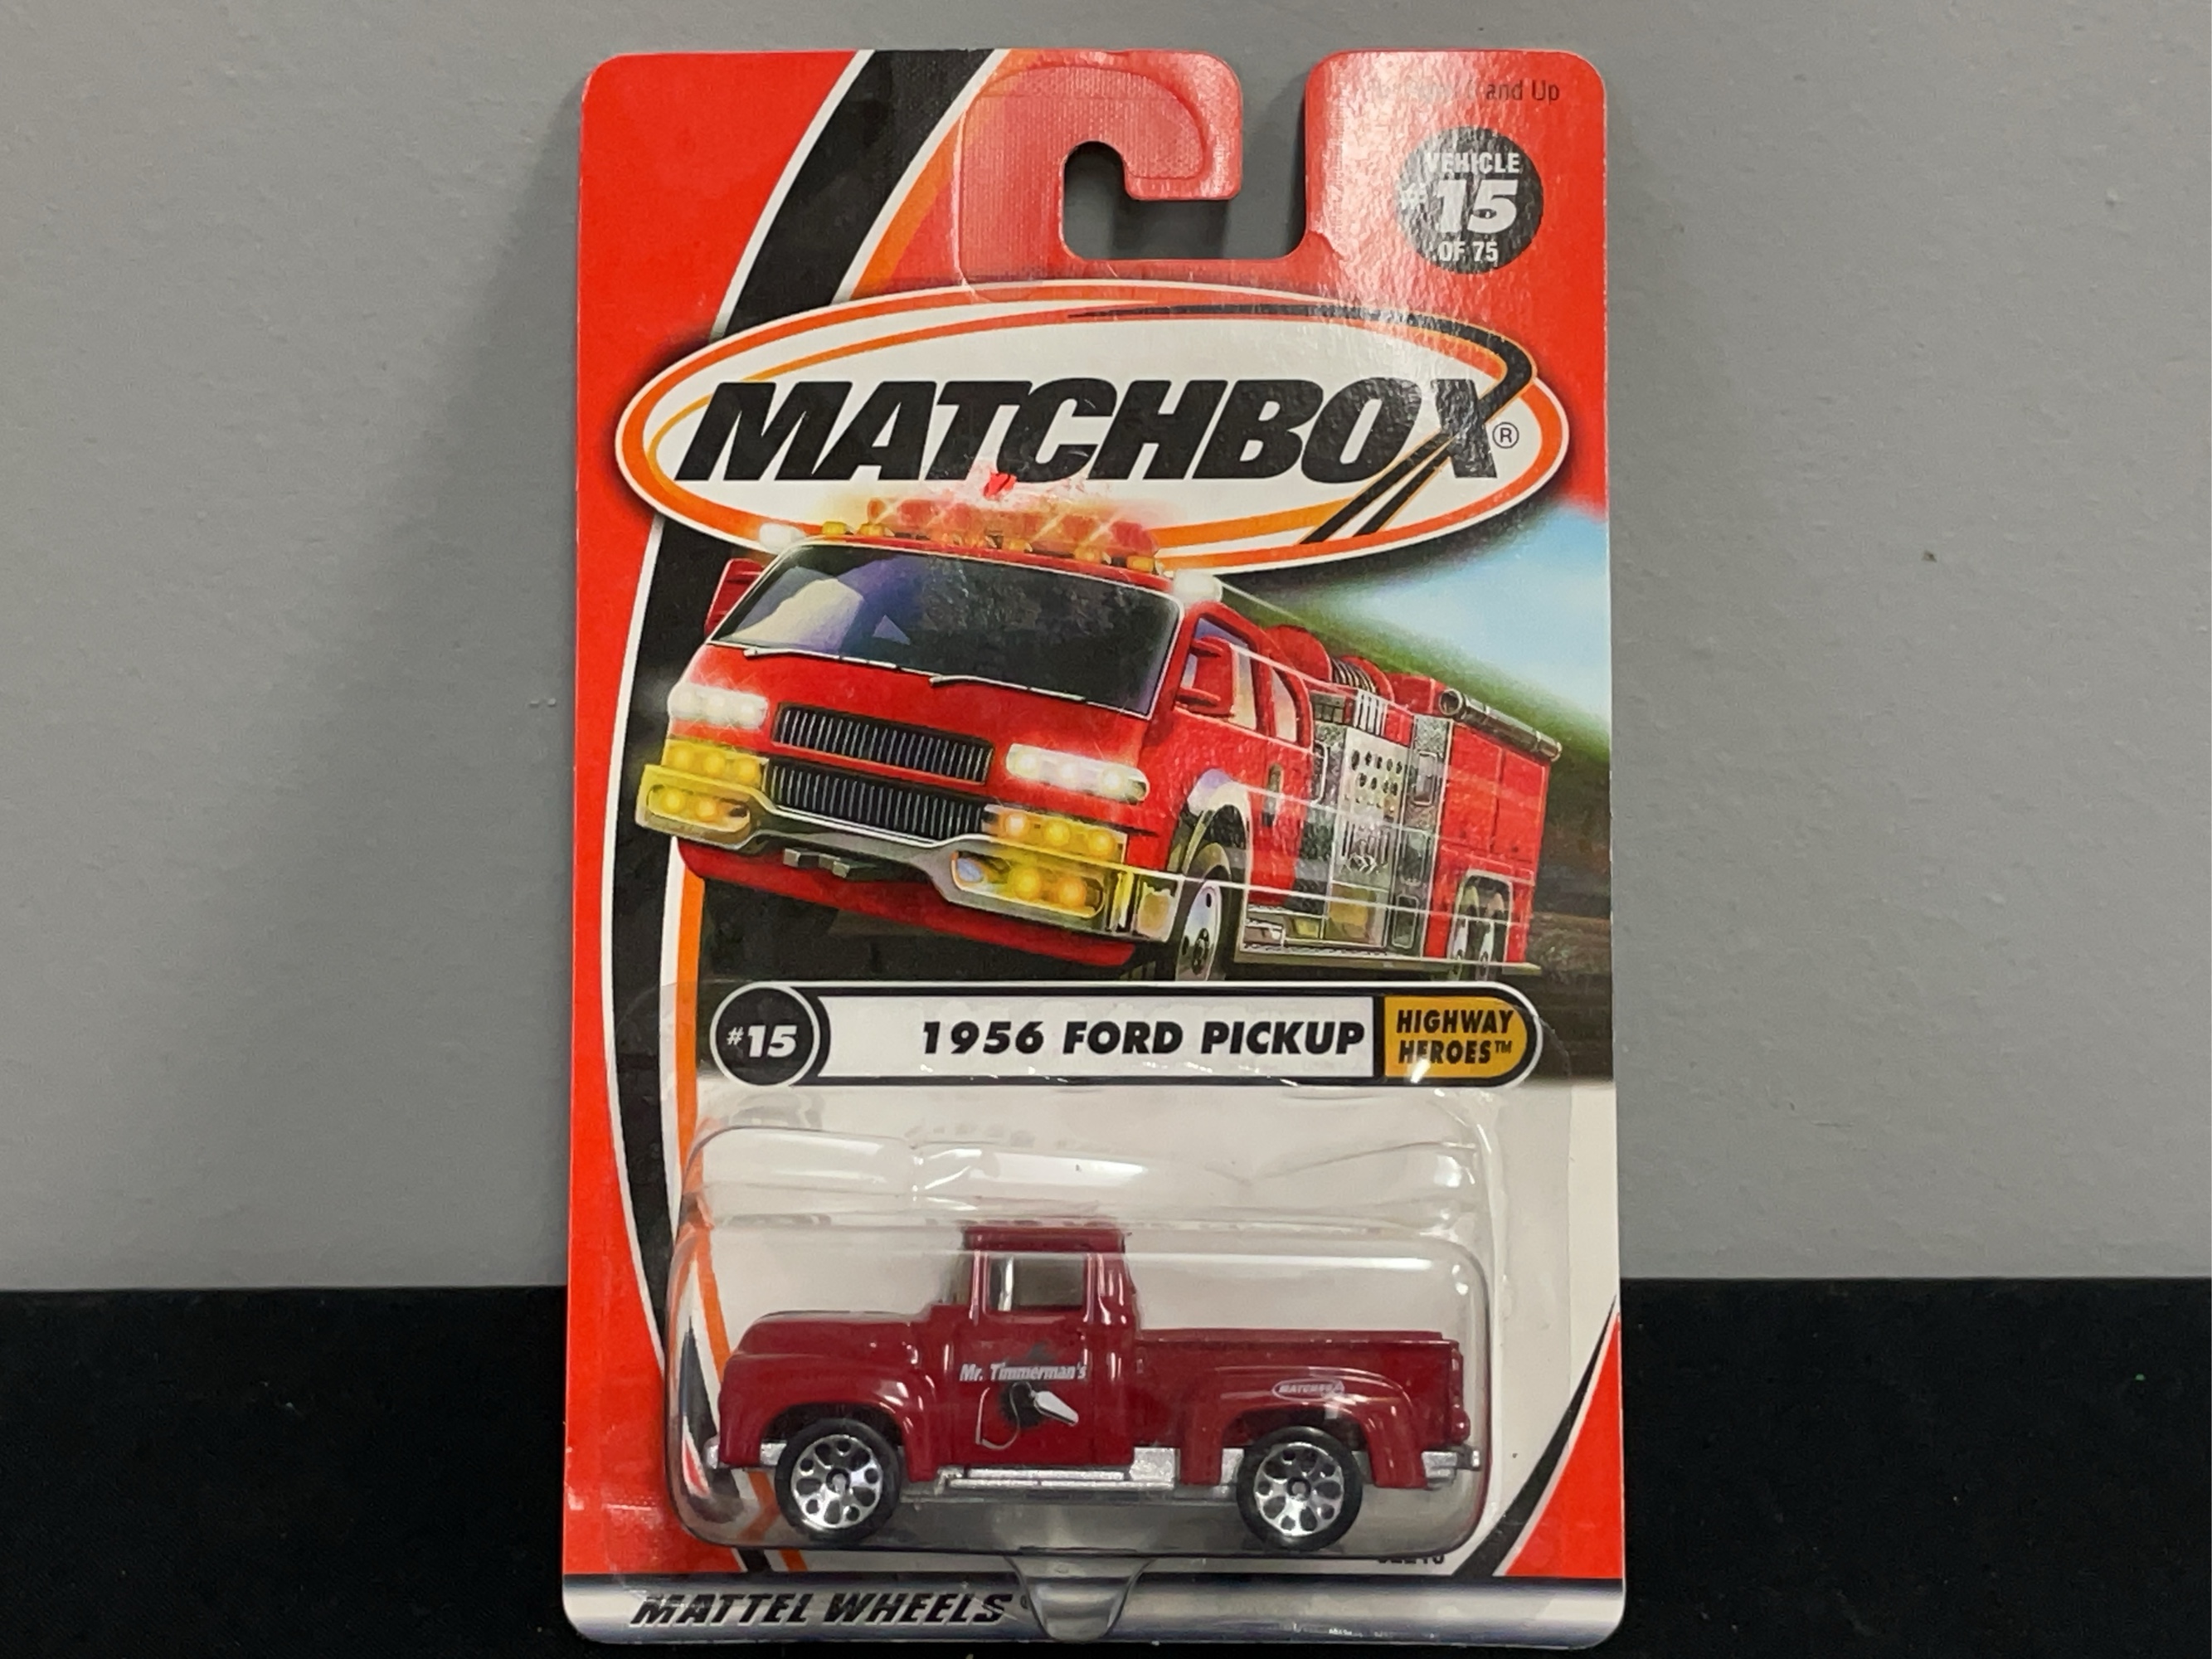 and Up
VEHICLE
#15
OF 75
MATCHBOX®
#15
1956 FORD PICKUP
HIGHWAY
HEROES™
Mr. Timmerman's
MATCHBOX
MATTEL WHEELS